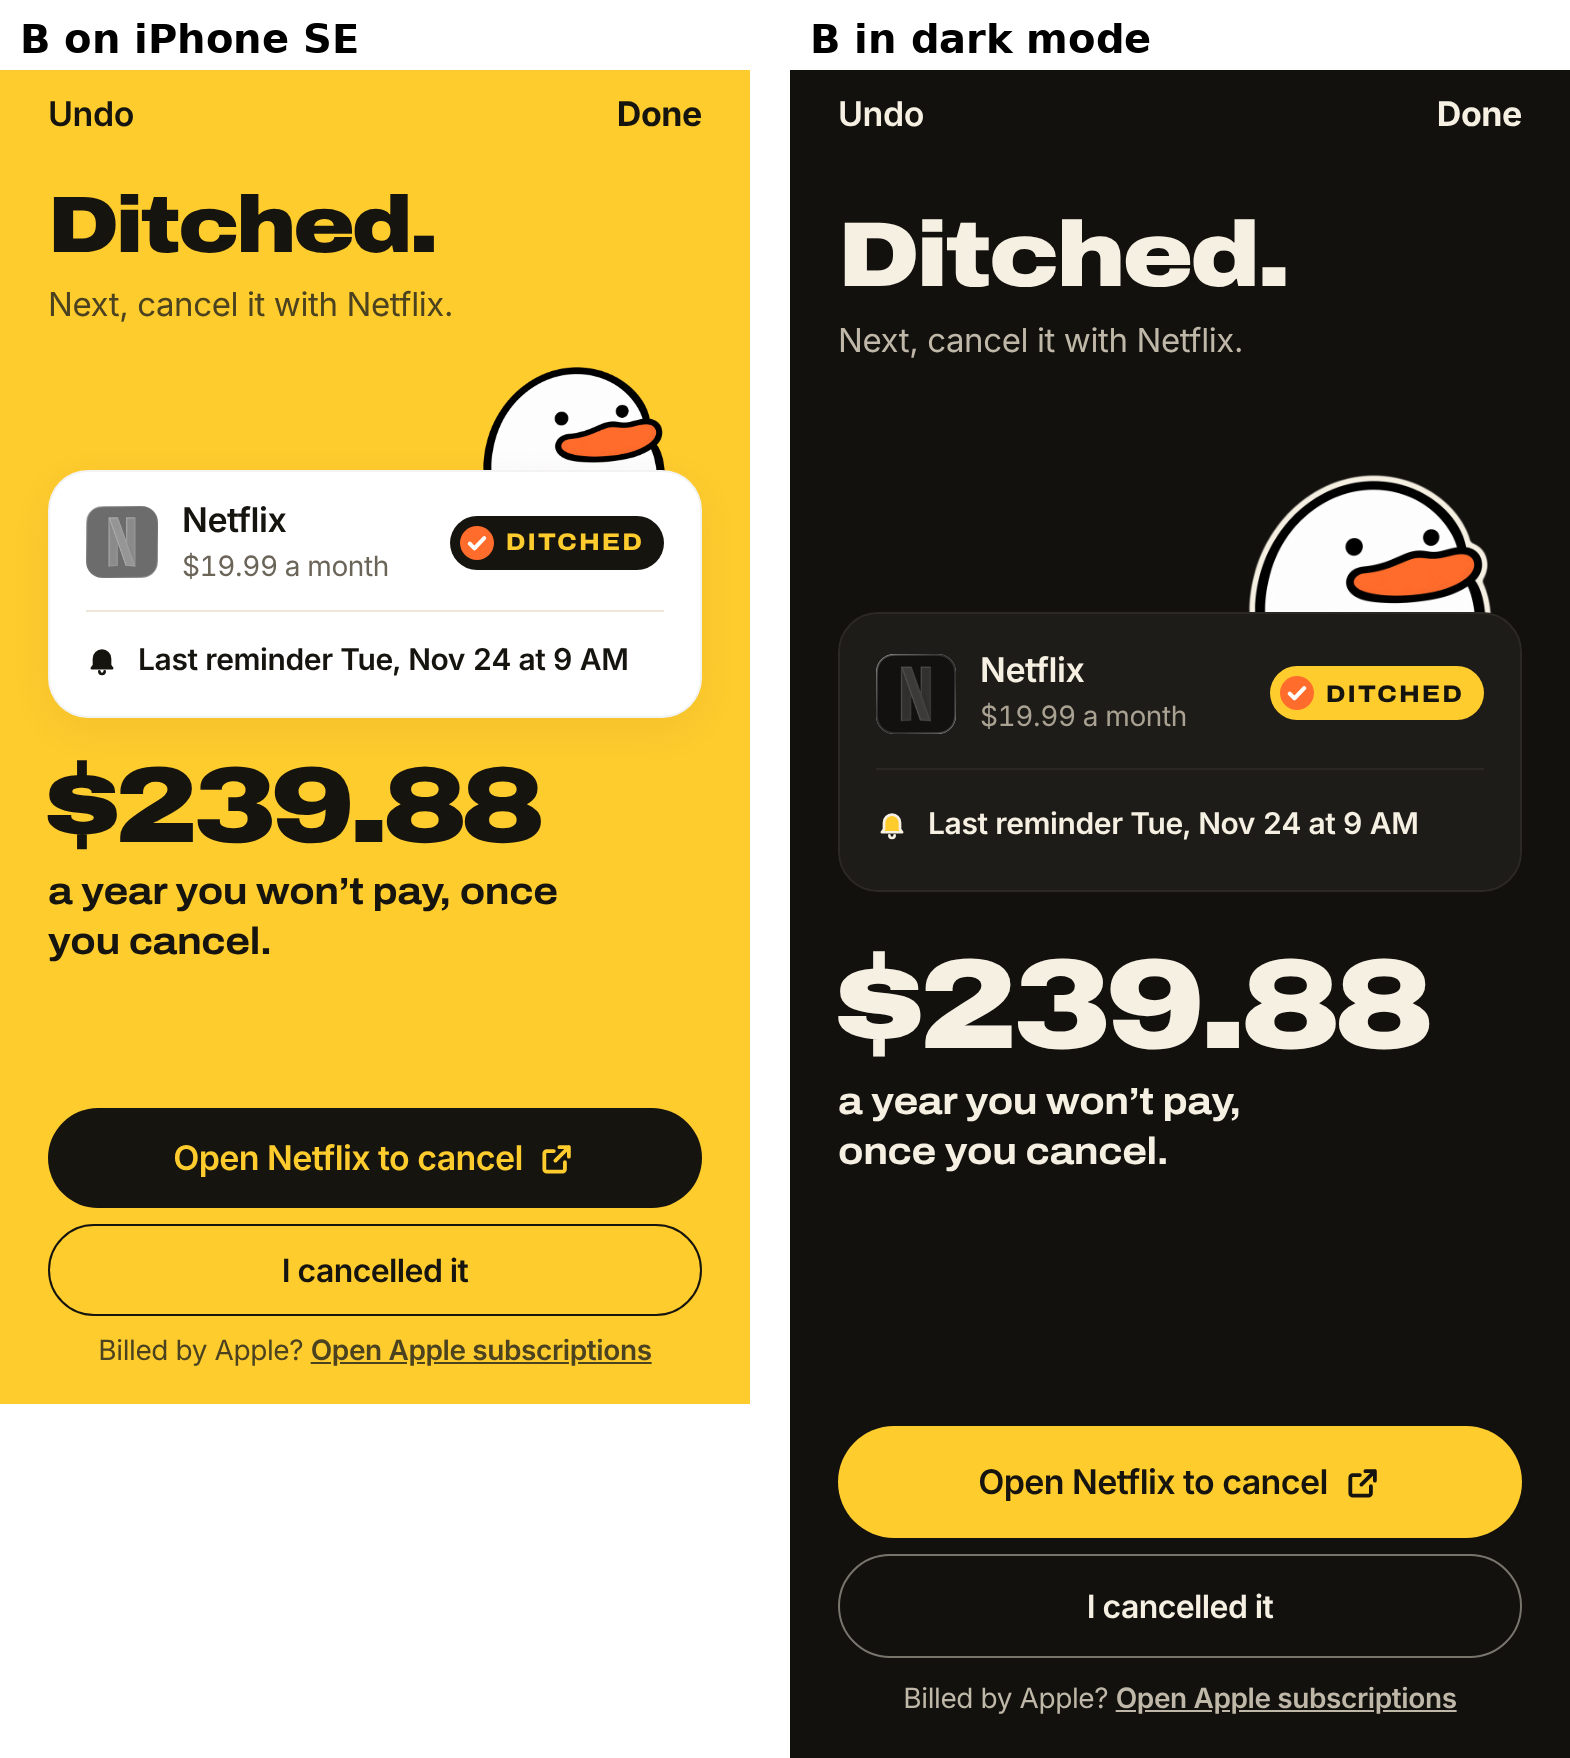 B on iPhone SE
Undo
Done
Ditched.
Next, cancel it with Netflix.
N
Netflix
$19.99 a month
DITCHED
Last reminder Tue, Nov 24 at 9 AM
$239.88
a year you won’t pay, once
you cancel.
Open Netflix to cancel
I cancelled it
Billed by Apple? Open Apple subscriptions
B in dark mode
Undo
Done
Ditched.
Next, cancel it with Netflix.
N
Netflix
$19.99 a month
DITCHED
Last reminder Tue, Nov 24 at 9 AM
$239.88
a year you won’t pay,
once you cancel.
Open Netflix to cancel
I cancelled it
Billed by Apple? Open Apple subscriptions